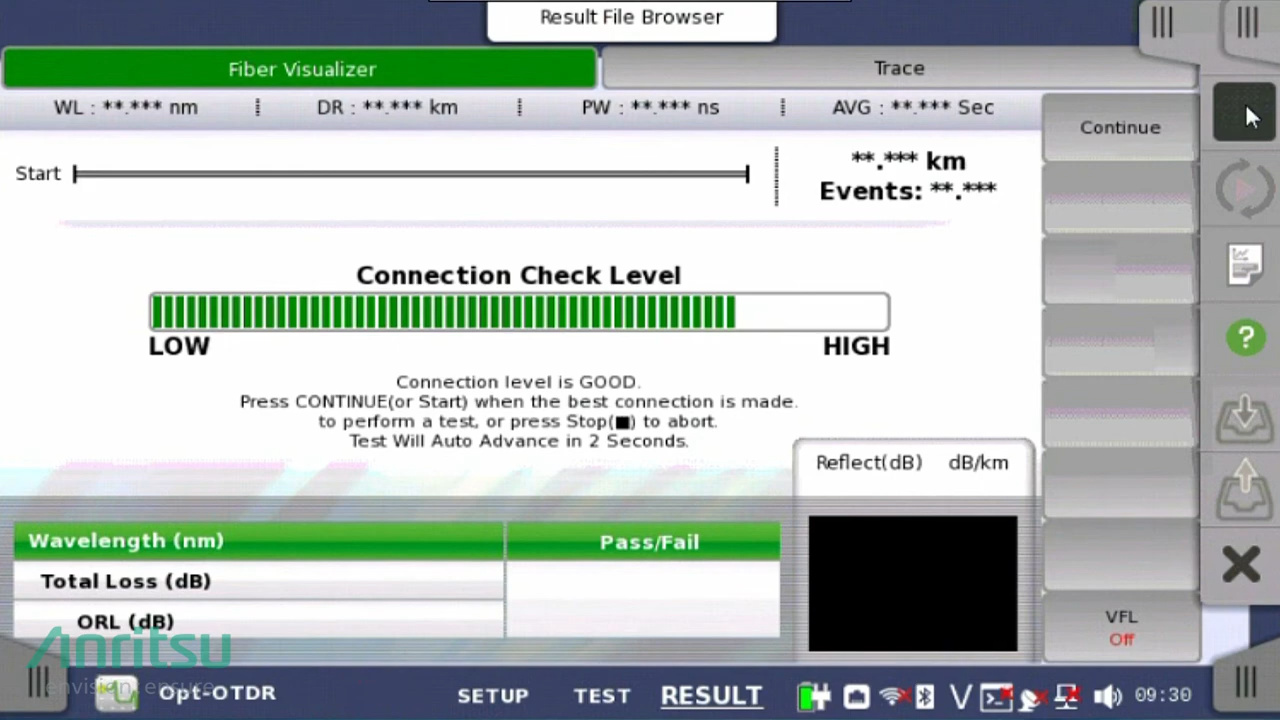 Result File Browser
Fiber Visualizer
Trace
WL : **.*** nm
DR : **.*** km
PW : **.*** ns
AVG : **.*** Sec
Continue
Start
**.*** km
Events: **.***
Connection Check Level
LOW
HIGH
Connection level is GOOD.
Press CONTINUE(or Start) when the best connection is made.
to perform a test, or press Stop(■) to abort.
Test Will Auto Advance in 2 Seconds.
Reflect(dB) dB/km
Wavelength (nm)
Pass/Fail
Total Loss (dB)
ORL (dB)
VFL
Off
Anritsu
envision : ensure
Opt-OTDR
SETUP
TEST
RESULT
V
09:30